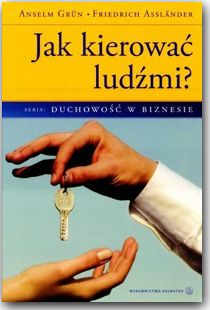 ANSELM GRÜN • FRIEDRICH ASSLÄNDER
Jak kierować
ludźmi?
SERIA: DUCHOWOŚĆ W BIZNESIE
WYDAWNICTWO SALWATOR